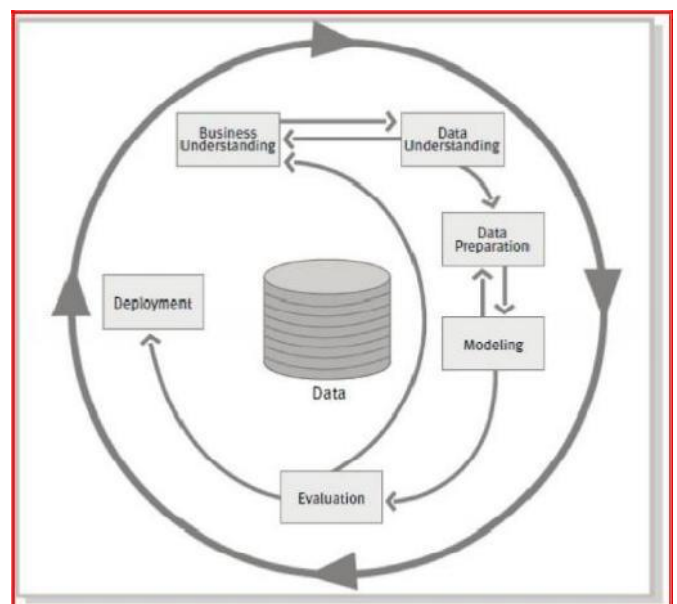 Business
Understanding
Data
Understanding
Data
Preparation
Deployment
Modeling
Data
Evaluation